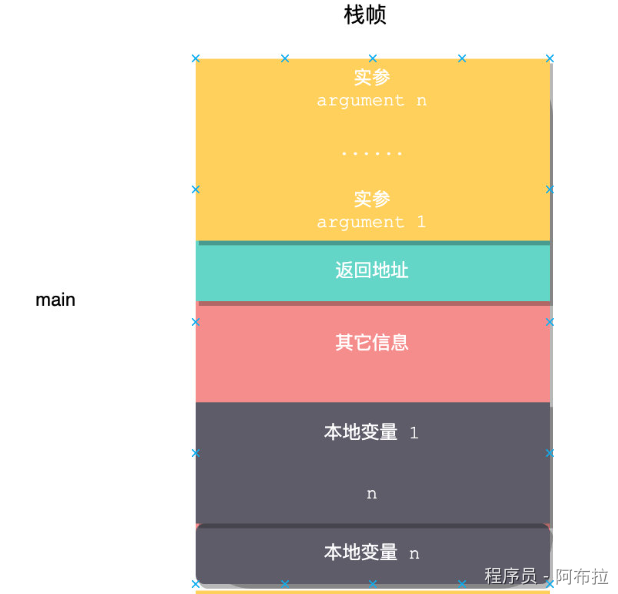 栈帧
实参
argument n
......
实参
argument 1
返回地址
main
其它信息
本地变量 1
n
本地变量 n
程序员 - 阿布拉